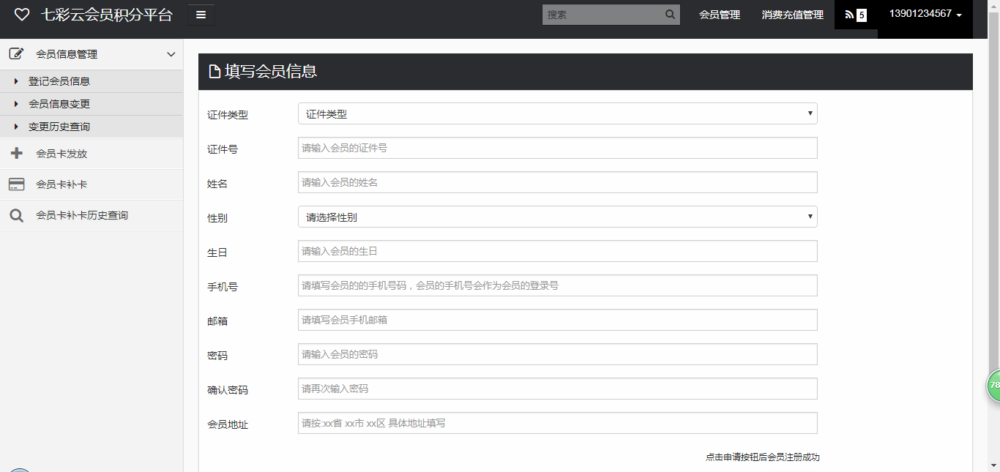 七彩云会员积分平台
搜索
会员管理
消费充值管理
5
13901234567
会员信息管理
登记会员信息
会员信息变更
变更历史查询
会员卡发放
会员卡补卡
会员卡补卡历史查询
填写会员信息
证件类型 证件类型
证件号 请输入会员的证件号
姓名 请输入会员的姓名
性别 请选择性别
生日 请输入会员的生日
手机号 请填写会员的的手机号码，会员的手机号会作为会员的登录号
邮箱 请填写会员手机邮箱
密码 请输入会员的密码
确认密码 请再次输入密码
会员地址 请按:xx省 xx市 xx区 具体地址填写
点击申请按钮后会员注册成功
78